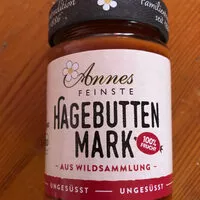 Annes
FEINSTE
HAGEBUTTEN
MARK
100%
FRUCHT
AUS WILDSAMMLUNG
UNGESÜSST
UNGESÜSST